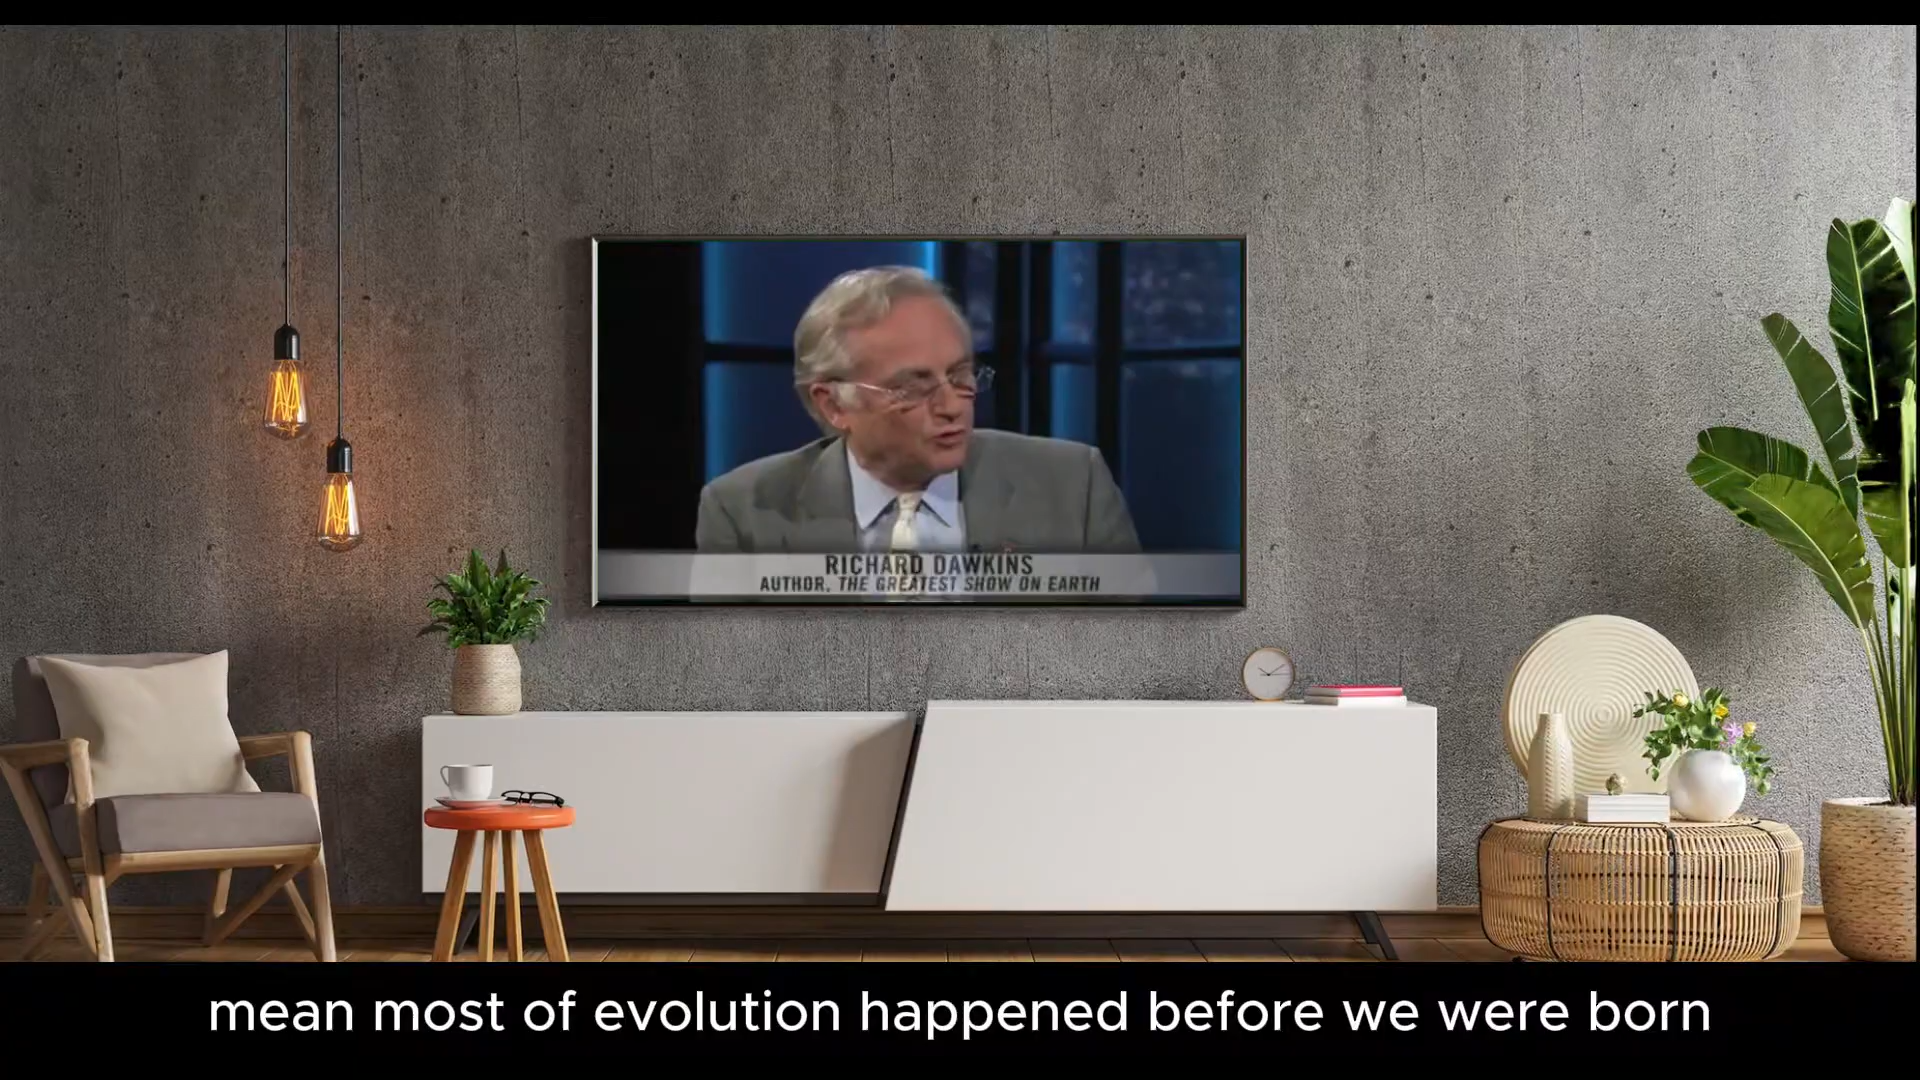 RICHARD DAWKINS
AUTHOR, THE GREATEST SHOW ON EARTH
mean most of evolution happened before we were born